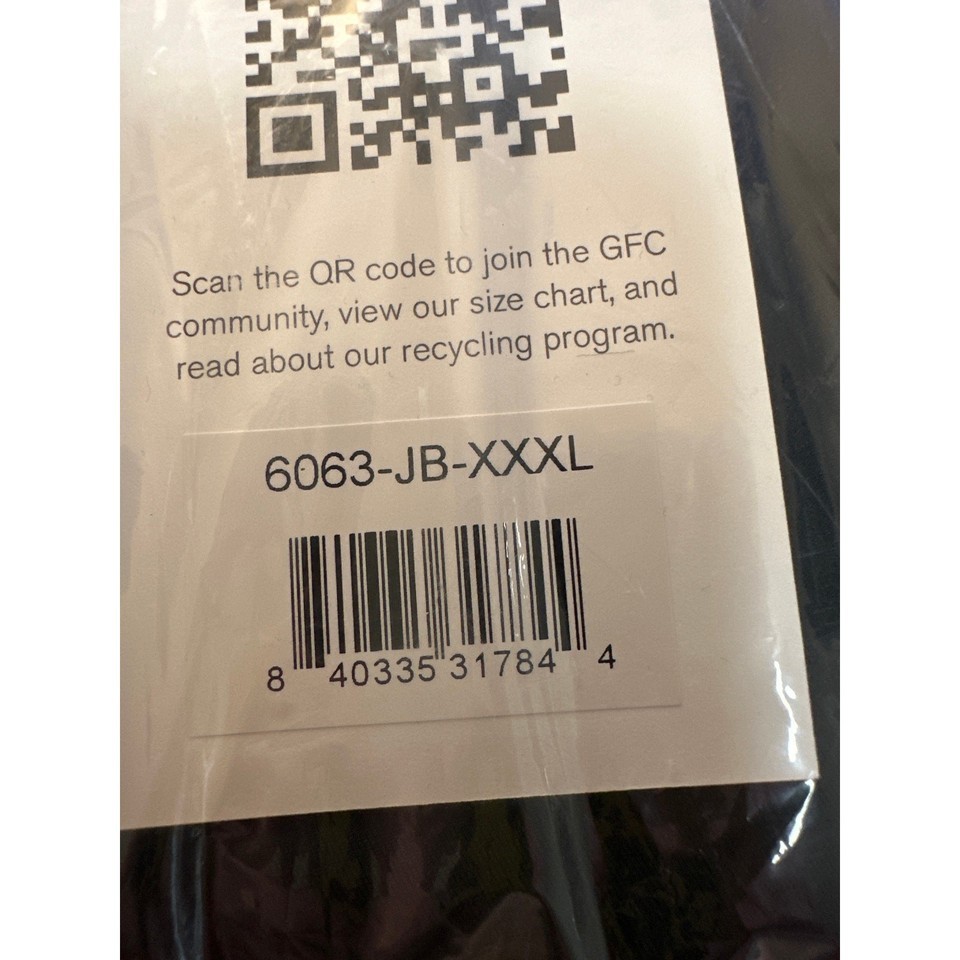 Scan the QR code to join the GFC
community, view our size chart, and
read about our recycling program.
6063-JB-XXXL
8 40335 31784 4